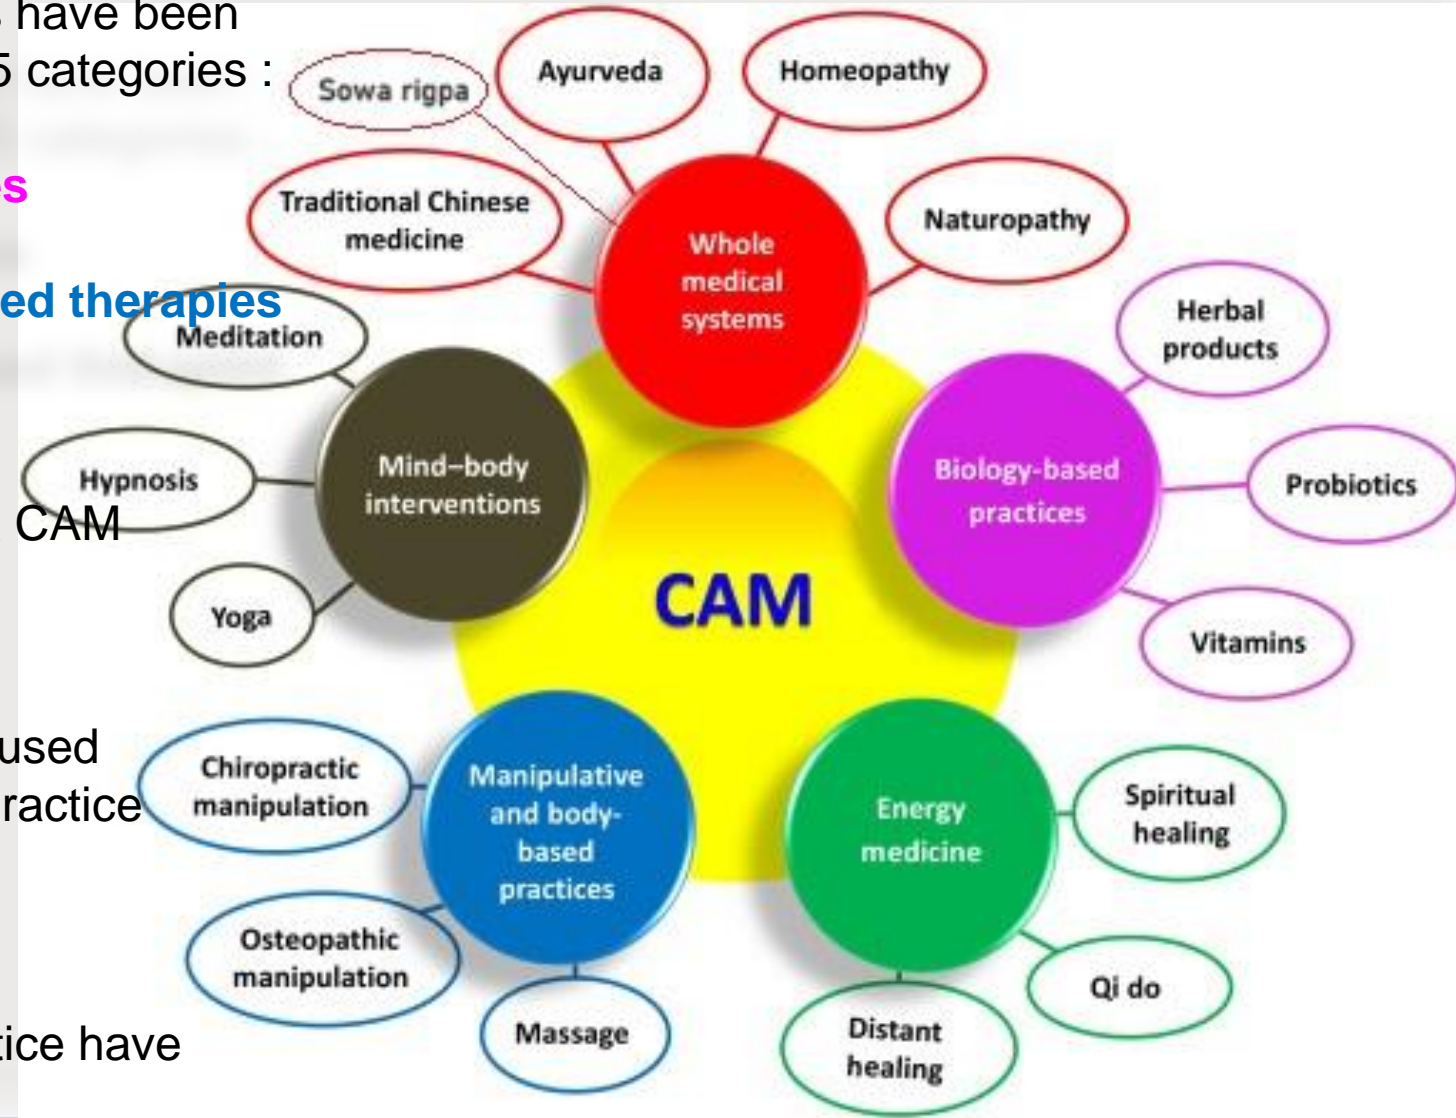 s have been
5 categories :
es
ed therapies
CAM
used
ractice
tice have
Sowa rigpa
Ayurveda
Homeopathy
Traditional Chinese
medicine
Naturopathy
Whole
medical
systems
Meditation
Hypnosis
Yoga
Mind–body
interventions
Herbal
products
Probiotics
Vitamins
Biology-based
practices
CAM
Chiropractic
manipulation
Osteopathic
manipulation
Massage
Manipulative
and body-
based
practices
Energy
medicine
Spiritual
healing
Qi do
Distant
healing